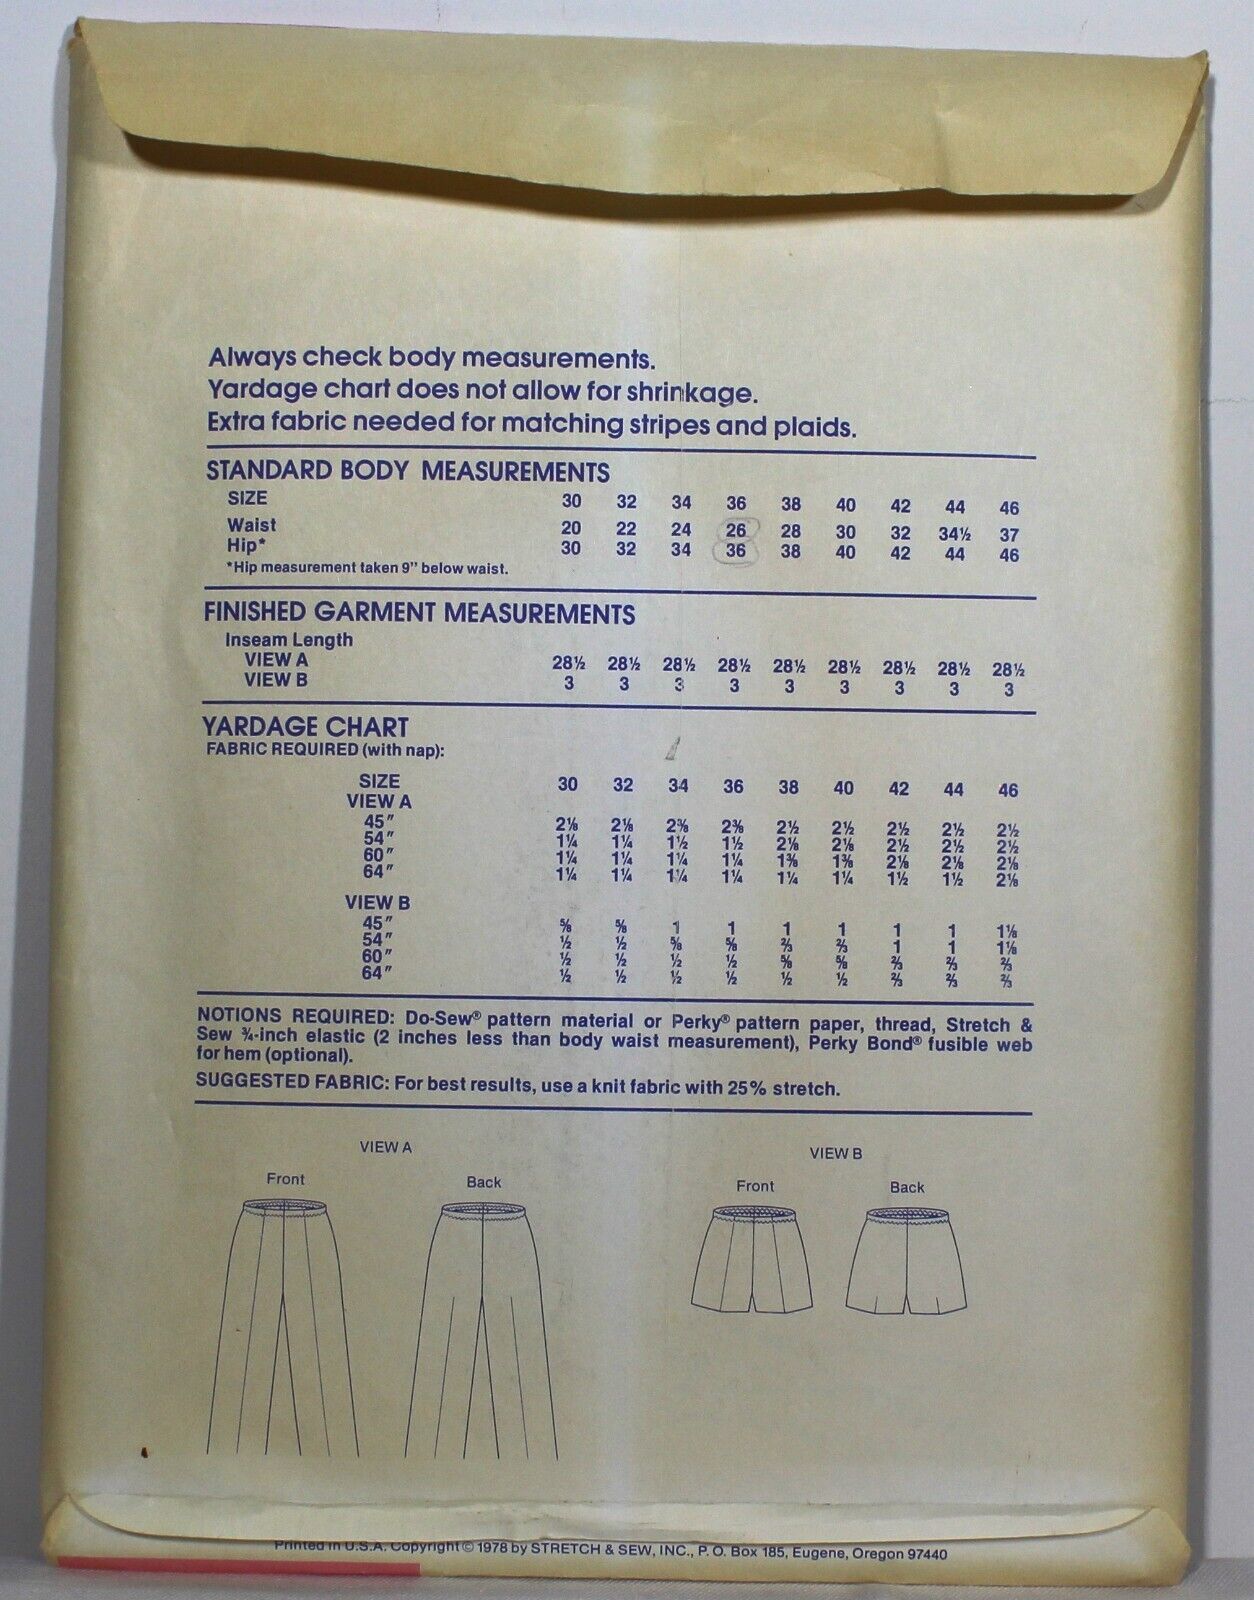 Always check body measurements.
Yardage chart does not allow for shrinkage.
Extra fabric needed for matching stripes and plaids.
STANDARD BODY MEASUREMENTS
SIZE 30 32 34 36 38 40 42 44 46
Waist 20 22 24 26 28 30 32 34½ 37
Hip* 30 32 34 36 38 40 42 44 46
*Hip measurement taken 9" below waist.
FINISHED GARMENT MEASUREMENTS
Inseam Length
VIEW A 28½ 28½ 28½ 28½ 28½ 28½ 28½ 28½ 28½
VIEW B 3 3 3 3 3 3 3 3 3
YARDAGE CHART
FABRIC REQUIRED (with nap):
SIZE 30 32 34 36 38 40 42 44 46
VIEW A
45" 2⅛ 2⅛ 2⅜ 2⅜ 2½ 2½ 2½ 2½ 2½
54" 1¼ 1¼ 1½ 1½ 2⅛ 2⅛ 2½ 2½ 2½
60" 1¼ 1¼ 1¼ 1¼ 1⅜ 1⅜ 2⅛ 2⅛ 2⅛
64" 1¼ 1¼ 1¼ 1¼ 1¼ 1¼ 1½ 1½ 2⅛
VIEW B
45" ⅝ ⅝ 1 1 1 1 1 1 1⅛
54" ½ ½ ⅝ ⅝ ⅔ ⅔ 1 1 1⅛
60" ½ ½ ½ ½ ⅝ ⅝ ⅔ ⅔ ⅔
64" ½ ½ ½ ½ ½ ½ ⅔ ⅔ ⅔
NOTIONS REQUIRED: Do-Sew® pattern material or Perky® pattern paper, thread, Stretch &
Sew ¾-inch elastic (2 inches less than body waist measurement), Perky Bond® fusible web
for hem (optional).
SUGGESTED FABRIC: For best results, use a knit fabric with 25% stretch.
VIEW A VIEW B
Front Back Front Back
Printed in U.S.A. Copyright © 1978 by STRETCH & SEW, INC., P. O. Box 185, Eugene, Oregon 97440